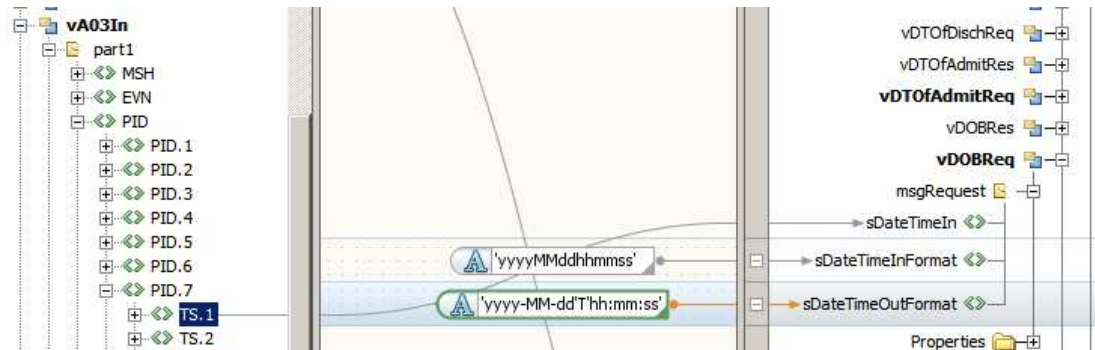 vA03In
part1
MSH
EVN
PID
PID.1
PID.2
PID.3
PID.4
PID.5
PID.6
PID.7
TS.1
TS.2
'yyyyMMddhhmmss'
'yyyy-MM-dd'T'hh:mm:ss'
vDTOfDischReq
vDTOfAdmitRes
vDTOfAdmitReq
vDOBRes
vDOBReq
msgRequest
sDateTimeIn
sDateTimeInFormat
sDateTimeOutFormat
Properties